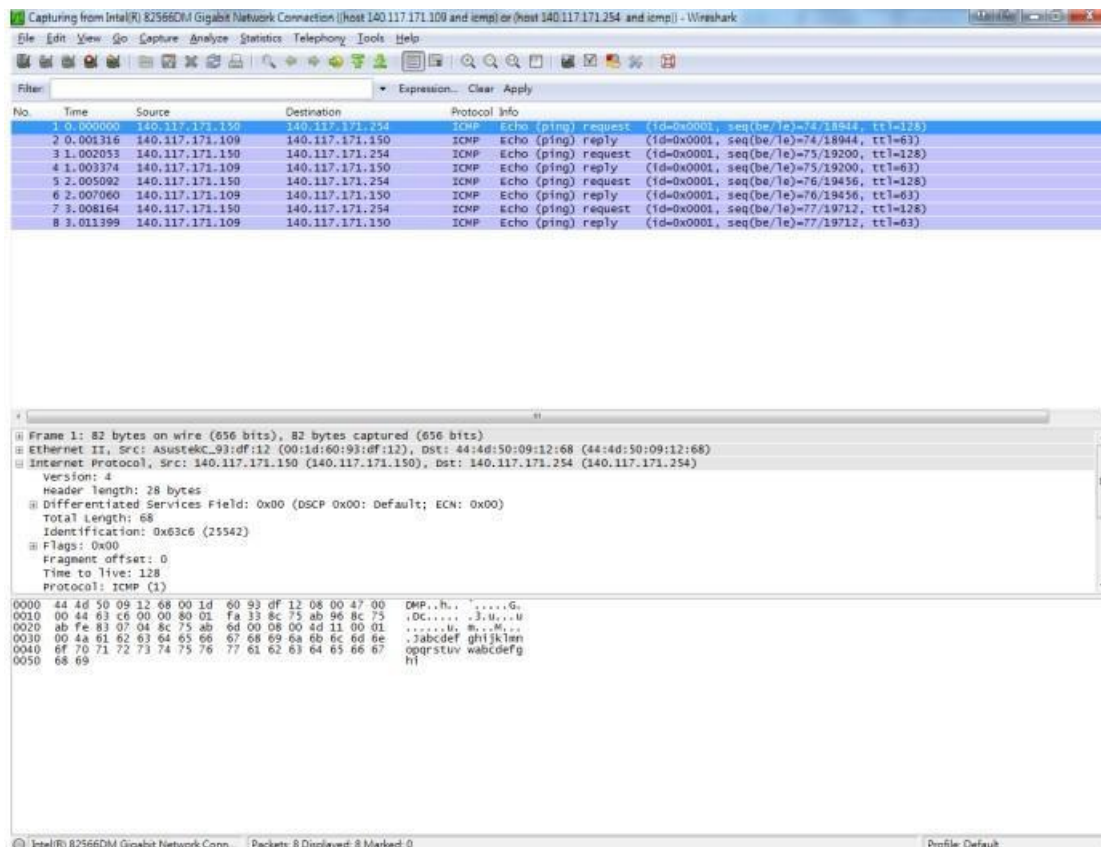 Capturing from Intel(R) 82566DM Gigabit Network Connection ((host 140.117.171.109 and icmp) or (host 140.117.171.254 and icmp)) - Wireshark
File Edit View Go Capture Analyze Statistics Telephony Tools Help
Filter: Expression... Clear Apply
No. Time Source Destination Protocol Info
1 0.000000 140.117.171.150 140.117.171.254 ICMP Echo (ping) request (id=0x0001, seq(be/le)=74/18944, ttl=128)
2 0.001316 140.117.171.109 140.117.171.150 ICMP Echo (ping) reply (id=0x0001, seq(be/le)=74/18944, ttl=63)
3 1.002053 140.117.171.150 140.117.171.254 ICMP Echo (ping) request (id=0x0001, seq(be/le)=75/19200, ttl=128)
4 1.003374 140.117.171.109 140.117.171.150 ICMP Echo (ping) reply (id=0x0001, seq(be/le)=75/19200, ttl=63)
5 2.005092 140.117.171.150 140.117.171.254 ICMP Echo (ping) request (id=0x0001, seq(be/le)=76/19456, ttl=128)
6 2.007060 140.117.171.109 140.117.171.150 ICMP Echo (ping) reply (id=0x0001, seq(be/le)=76/19456, ttl=63)
7 3.008164 140.117.171.150 140.117.171.254 ICMP Echo (ping) request (id=0x0001, seq(be/le)=77/19712, ttl=128)
8 3.011399 140.117.171.109 140.117.171.150 ICMP Echo (ping) reply (id=0x0001, seq(be/le)=77/19712, ttl=63)
Frame 1: 82 bytes on wire (656 bits), 82 bytes captured (656 bits)
Ethernet II, Src: AsustekC_93:df:12 (00:1d:60:93:df:12), Dst: 44:4d:50:09:12:68 (44:4d:50:09:12:68)
Internet Protocol, Src: 140.117.171.150 (140.117.171.150), Dst: 140.117.171.254 (140.117.171.254)
Version: 4
Header length: 28 bytes
Differentiated Services Field: 0x00 (DSCP 0x00: Default; ECN: 0x00)
Total Length: 68
Identification: 0x63c6 (25542)
Flags: 0x00
Fragment offset: 0
Time to live: 128
Protocol: ICMP (1)
0000 44 4d 50 09 12 68 00 1d 60 93 df 12 08 00 47 00 DMP..h.. `.....G.
0010 00 44 63 c6 00 00 80 01 fa 33 8c 75 ab 96 8c 75 .Dc..... .3.u...u
0020 ab fe 83 07 04 8c 75 ab 6d 00 08 00 4d 11 00 01 ......u. m...M...
0030 00 4a 61 62 63 64 65 66 67 68 69 6a 6b 6c 6d 6e .Jabcdef ghijklmn
0040 6f 70 71 72 73 74 75 76 77 61 62 63 64 65 66 67 opqrstuv wabcdefg
0050 68 69 hi
Intel(R) 82566DM Gigabit Network Conn... Packets: 8 Displayed: 8 Marked: 0 Profile: Default